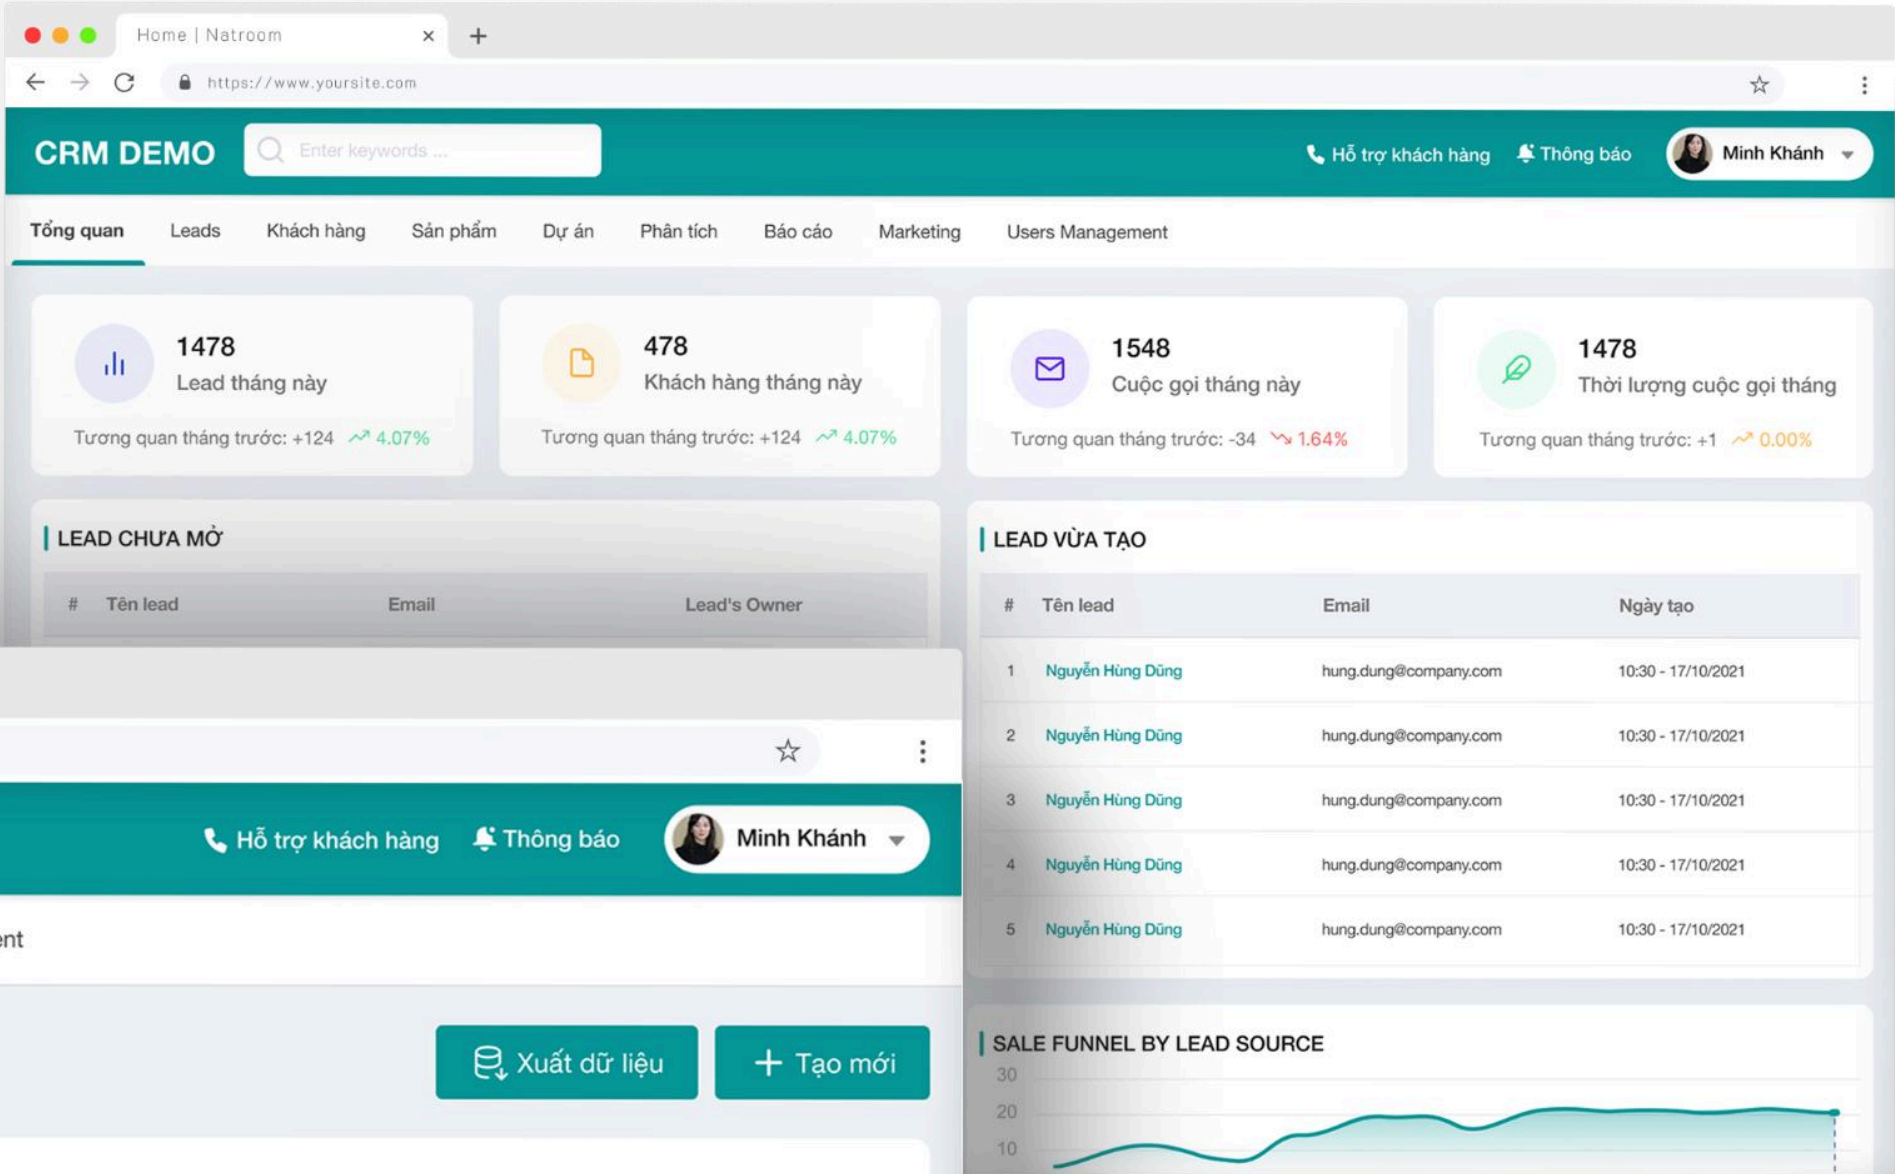 Home | Natroom
https://www.yoursite.com
CRM DEMO
Enter keywords ...
Hỗ trợ khách hàng
Thông báo
Minh Khánh
Tổng quan Leads Khách hàng Sản phẩm Dự án Phân tích Báo cáo Marketing Users Management
1478
Lead tháng này
Tương quan tháng trước: +124 4.07%
478
Khách hàng tháng này
Tương quan tháng trước: +124 4.07%
1548
Cuộc gọi tháng này
Tương quan tháng trước: -34 1.64%
1478
Thời lượng cuộc gọi tháng
Tương quan tháng trước: +1 0.00%
LEAD CHƯA MỞ
# Tên lead Email Lead's Owner
LEAD VỪA TẠO
# Tên lead Email Ngày tạo
1 Nguyễn Hùng Dũng hung.dung@company.com 10:30 - 17/10/2021
2 Nguyễn Hùng Dũng hung.dung@company.com 10:30 - 17/10/2021
3 Nguyễn Hùng Dũng hung.dung@company.com 10:30 - 17/10/2021
4 Nguyễn Hùng Dũng hung.dung@company.com 10:30 - 17/10/2021
5 Nguyễn Hùng Dũng hung.dung@company.com 10:30 - 17/10/2021
Hỗ trợ khách hàng
Thông báo
Minh Khánh
ent
Xuất dữ liệu
Tạo mới
SALE FUNNEL BY LEAD SOURCE
30
20
10